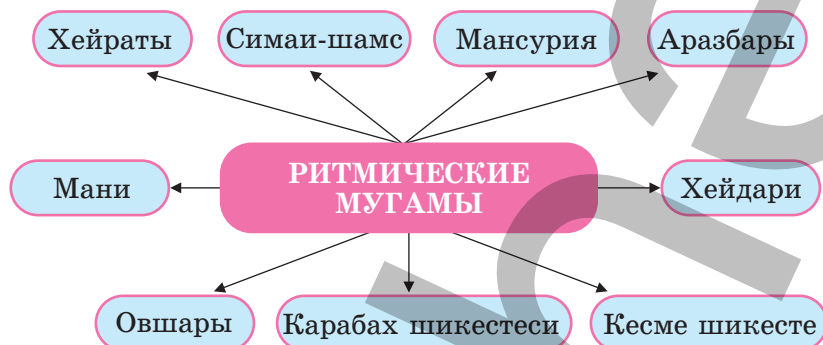 Хейраты
Симаи-шамс
Мансурия
Аразбары
РИТМИЧЕСКИЕ
МУГАМЫ
Мани
Хейдари
Овшары
Карабах шикестеси
Кесме шикесте